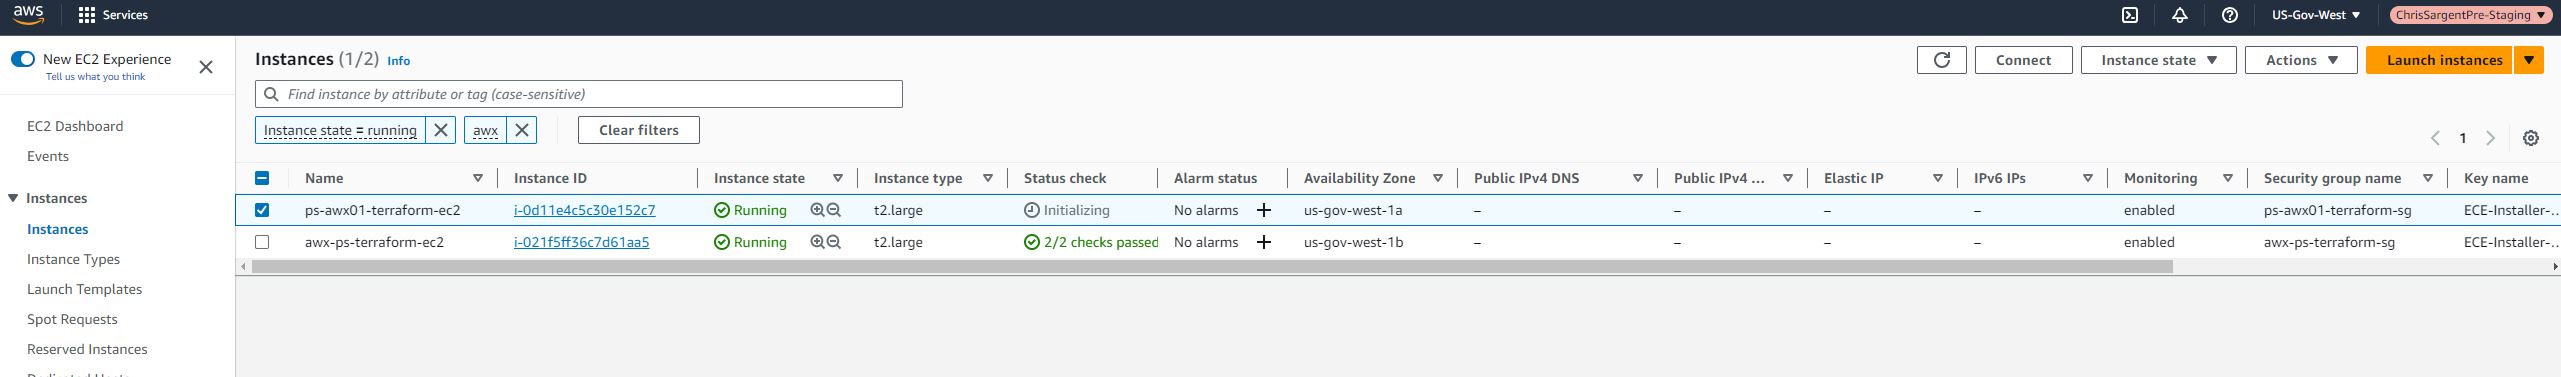 aws Services US-Gov-West ChrisSargentPre-Staging
New EC2 Experience
Tell us what you think
EC2 Dashboard
Events
Instances
Instances
Instance Types
Launch Templates
Spot Requests
Reserved Instances
Instances (1/2) Info Connect Instance state Actions Launch instances
Find instance by attribute or tag (case-sensitive)
Instance state = running awx Clear filters
1
Name Instance ID Instance state Instance type Status check Alarm status Availability Zone Public IPv4 DNS Public IPv4 ... Elastic IP IPv6 IPs Monitoring Security group name Key name
ps-awx01-terraform-ec2 i-0d11e4c5c30e152c7 Running t2.large Initializing No alarms + us-gov-west-1a – – – – enabled ps-awx01-terraform-sg ECE-Installer-...
awx-ps-terraform-ec2 i-021f5ff36c7d61aa5 Running t2.large 2/2 checks passed No alarms + us-gov-west-1b – – – – enabled awx-ps-terraform-sg ECE-Installer-...